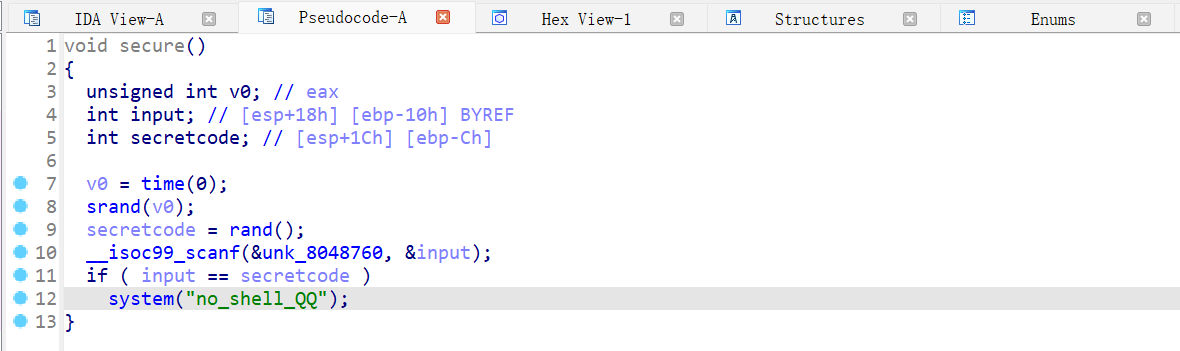 IDA View-A Pseudocode-A Hex View-1 Structures Enums
1 void secure()
2 {
3 unsigned int v0; // eax
4 int input; // [esp+18h] [ebp-10h] BYREF
5 int secretcode; // [esp+1Ch] [ebp-Ch]
6
7 v0 = time(0);
8 srand(v0);
9 secretcode = rand();
10 __isoc99_scanf(&unk_8048760, &input);
11 if ( input == secretcode )
12 system("no_shell_QQ");
13 }